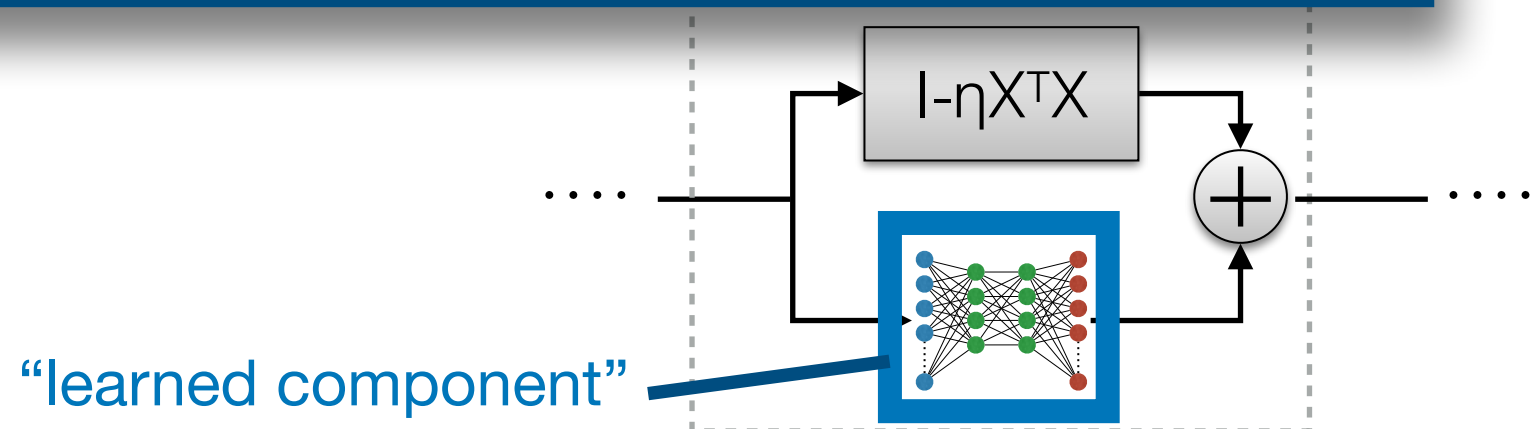 I-ηXᵀX
.... + ....
“learned component”